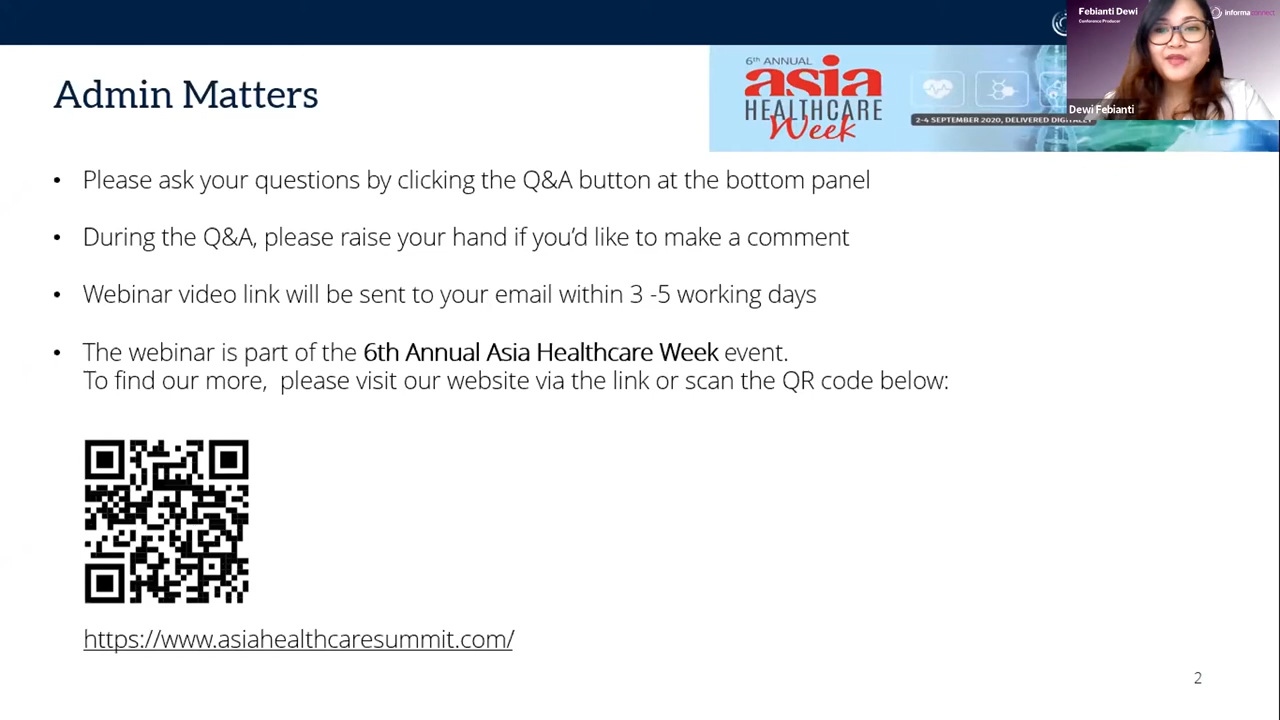 Febianti Dewi
Conference Producer
informa connect
Dewi Febianti
6th ANNUAL
asia
HEALTHCARE
Week
2-4 SEPTEMBER 2020, DELIVERED DIGITALLY
Admin Matters
• Please ask your questions by clicking the Q&A button at the bottom panel
• During the Q&A, please raise your hand if you’d like to make a comment
• Webinar video link will be sent to your email within 3 -5 working days
• The webinar is part of the 6th Annual Asia Healthcare Week event.
To find our more,  please visit our website via the link or scan the QR code below:
https://www.asiahealthcaresummit.com/
2